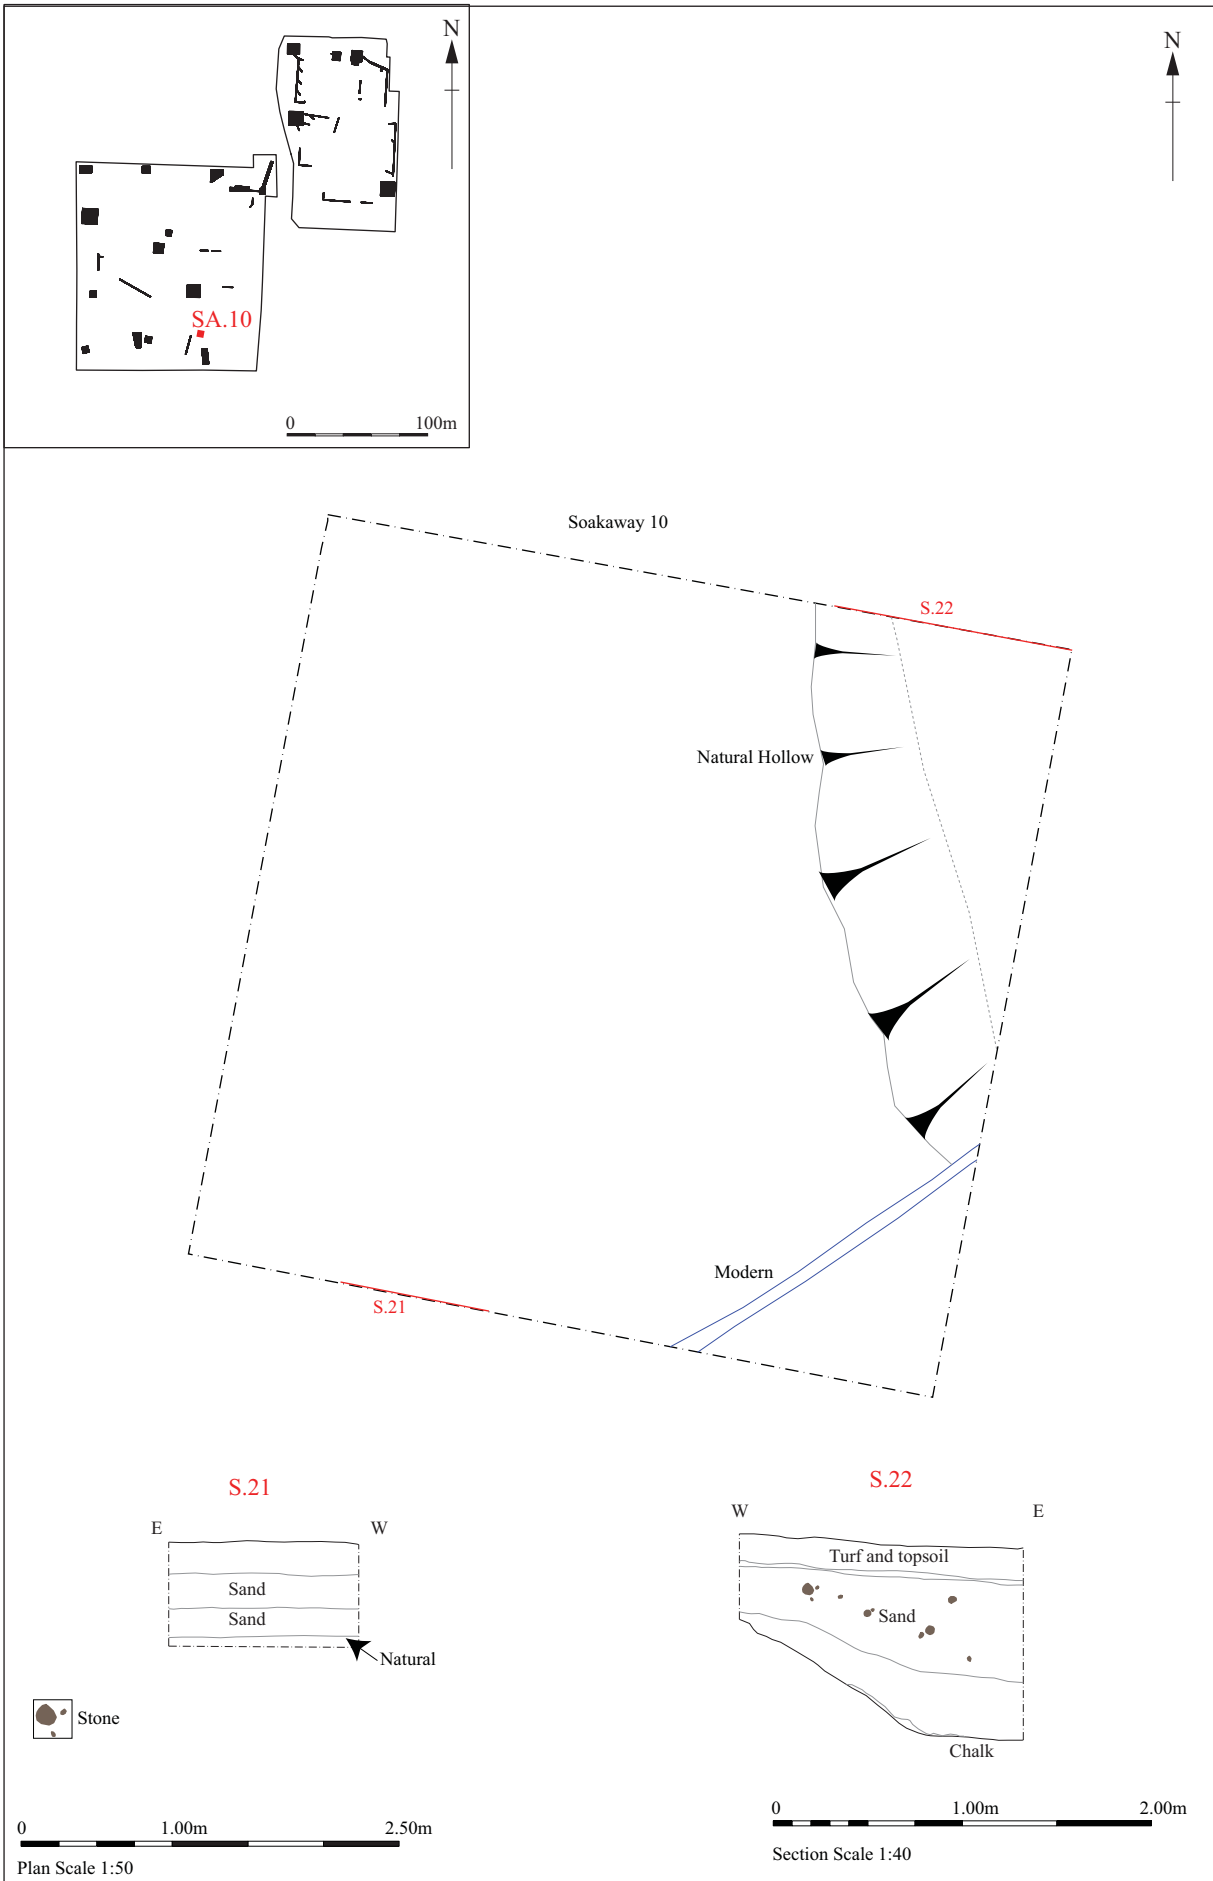 N
N
SA.10
0 100m
Soakaway 10
S.22
Natural Hollow
Modern
S.21
S.21
S.22
E W
W E
Turf and topsoil
Sand
Sand
Sand
Natural
Stone
Chalk
0 1.00m 2.50m
Plan Scale 1:50
0 1.00m 2.00m
Section Scale 1:40